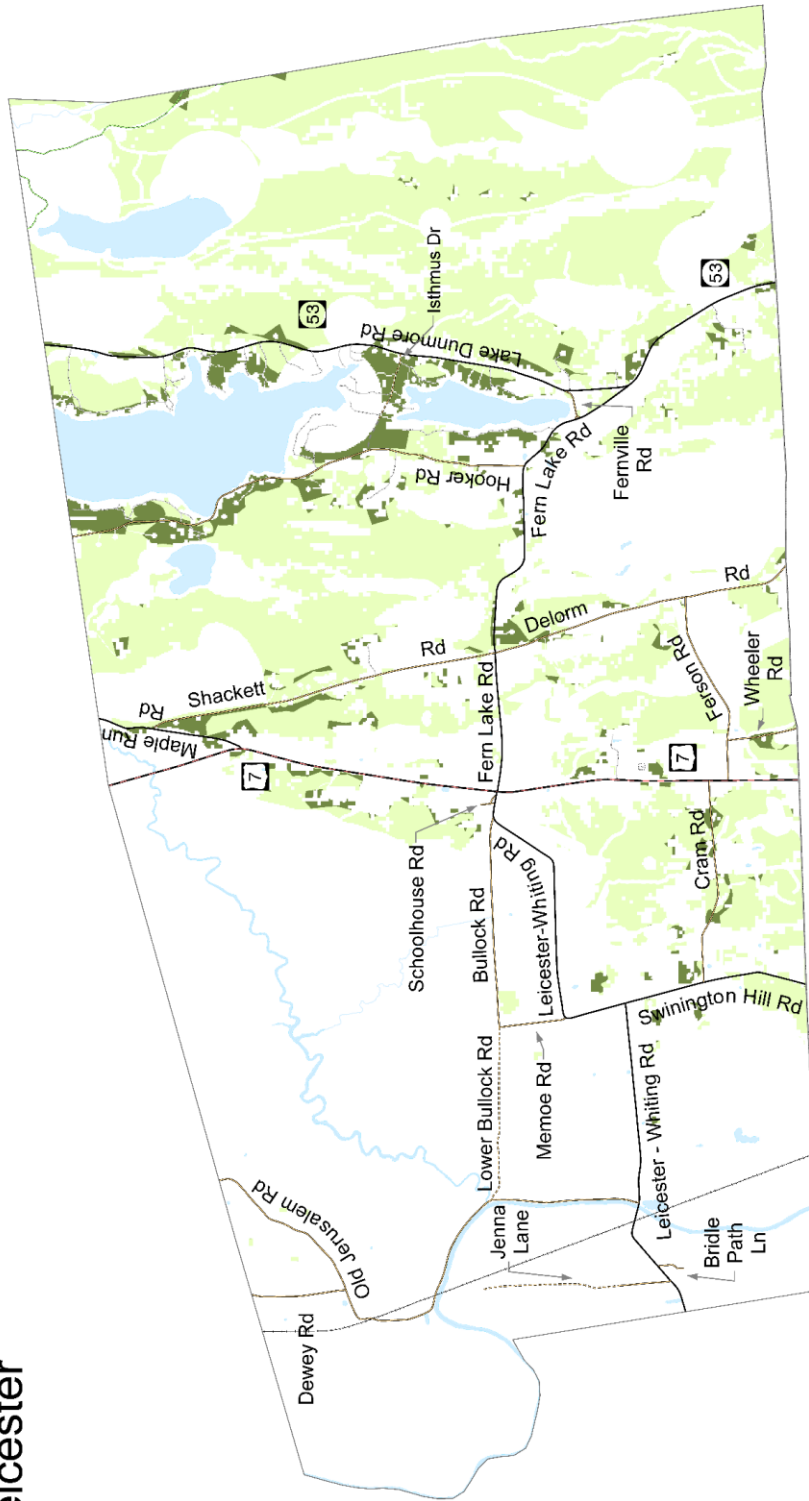 eicester
Dewey Rd
Old Jerusalem Rd
Jenna
Lane
Bridle
Path
Ln
Leicester - Whiting Rd
Lower Bullock Rd
Memoe Rd
Swinington Hill Rd
Leicester-Whiting Rd
Bullock Rd
Schoolhouse Rd
Cram Rd
7
7
Maple Run
Rd
Shackett
Rd
Fern Lake Rd
Delorm
Rd
Ferson Rd
Wheeler
Rd
Hooker Rd
Fern Lake Rd
Fernville
Rd
Lake Dunmore Rd
Isthmus Dr
53
53